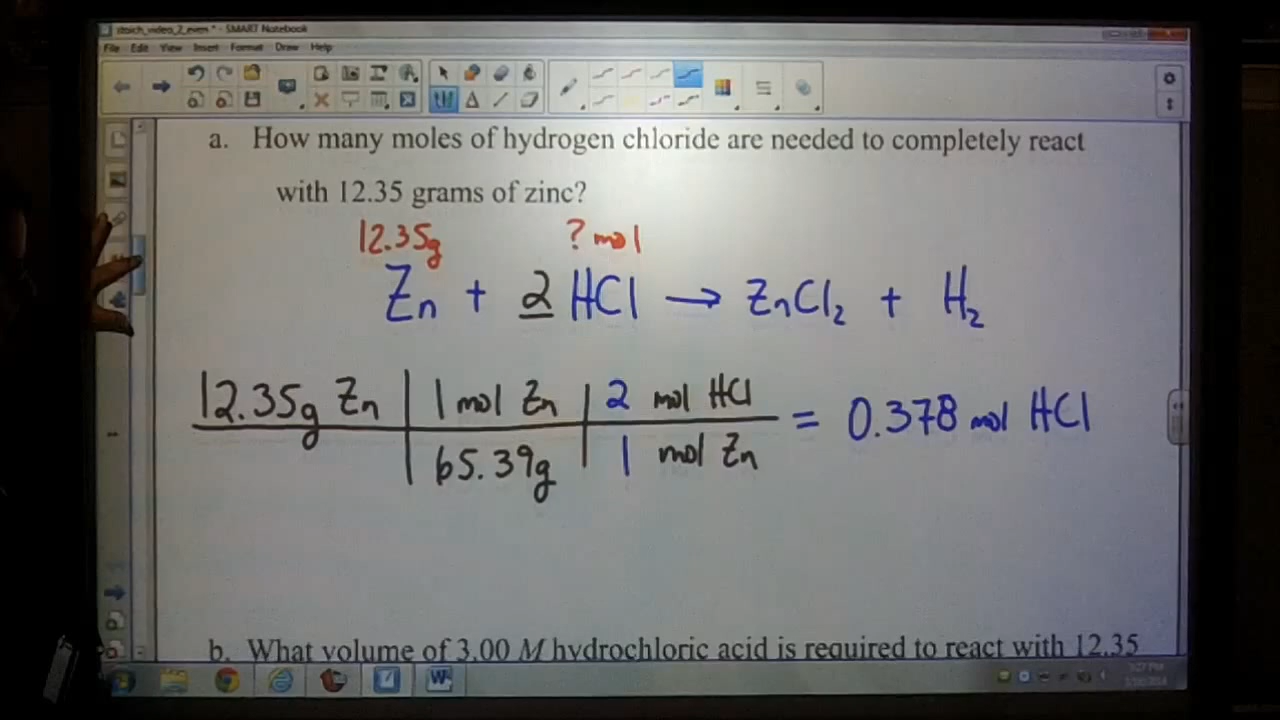 stoich_video_2_even * - SMART Notebook
File Edit View Insert Format Draw Help
a. How many moles of hydrogen chloride are needed to completely react
with 12.35 grams of zinc?
12.35g ? mol
Zn + 2 HCl → ZnCl₂ + H₂
12.35g Zn | 1 mol Zn | 2 mol HCl = 0.378 mol HCl
65.39g | 1 mol Zn
b. What volume of 3.00 M hydrochloric acid is required to react with 12.35